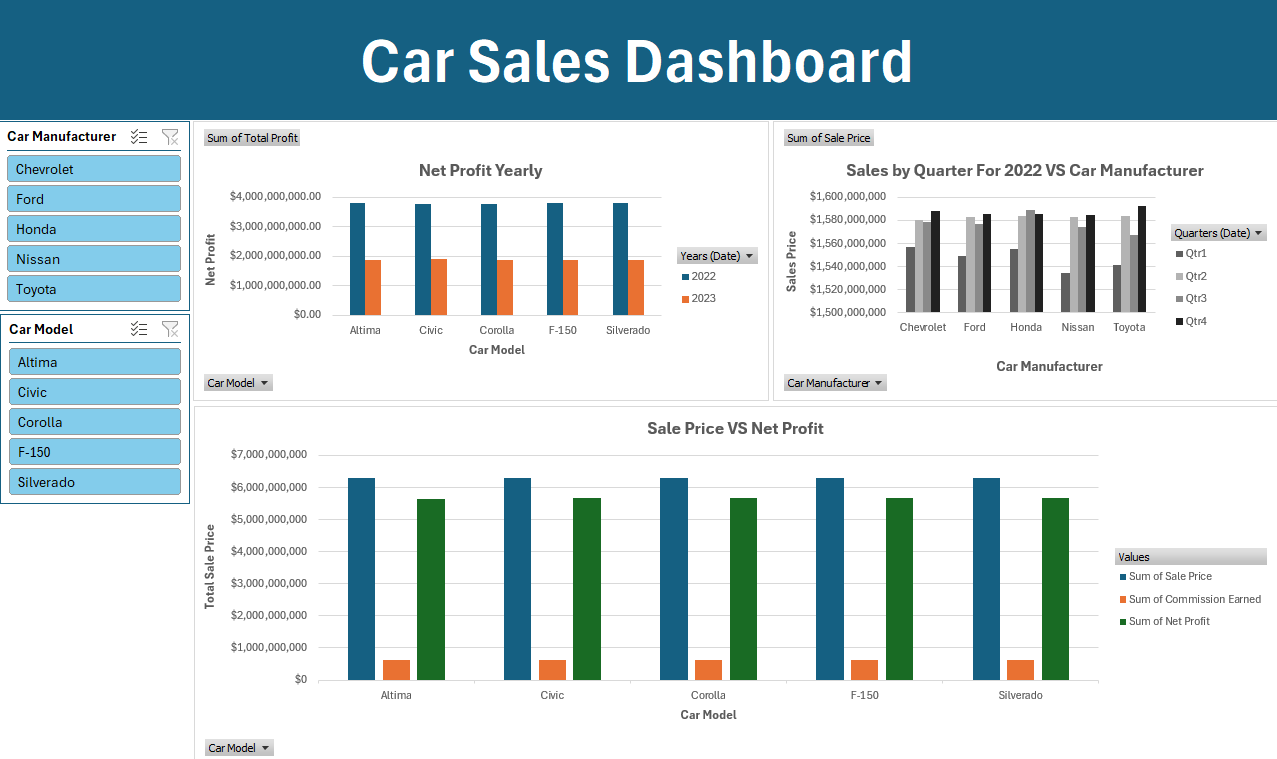 Car Sales Dashboard
Car Manufacturer
Chevrolet
Ford
Honda
Nissan
Toyota
Car Model
Altima
Civic
Corolla
F-150
Silverado
Sum of Total Profit
Net Profit Yearly
$4,000,000,000.00
$3,000,000,000.00
$2,000,000,000.00
$1,000,000,000.00
$0.00
Net Profit
Altima Civic Corolla F-150 Silverado
Car Model
Years (Date)
2022
2023
Car Model
Sum of Sale Price
Sales by Quarter For 2022 VS Car Manufacturer
$1,600,000,000
$1,580,000,000
$1,560,000,000
$1,540,000,000
$1,520,000,000
$1,500,000,000
Sales Price
Chevrolet Ford Honda Nissan Toyota
Car Manufacturer
Quarters (Date)
Qtr1
Qtr2
Qtr3
Qtr4
Car Manufacturer
Sale Price VS Net Profit
$7,000,000,000
$6,000,000,000
$5,000,000,000
$4,000,000,000
$3,000,000,000
$2,000,000,000
$1,000,000,000
$0
Total Sale Price
Altima Civic Corolla F-150 Silverado
Car Model
Values
Sum of Sale Price
Sum of Commission Earned
Sum of Net Profit
Car Model